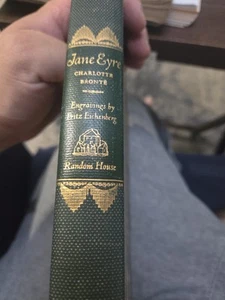 Jane Eyre
CHARLOTTE
BRONTË
Engravings by
Fritz Eichenberg
Random House